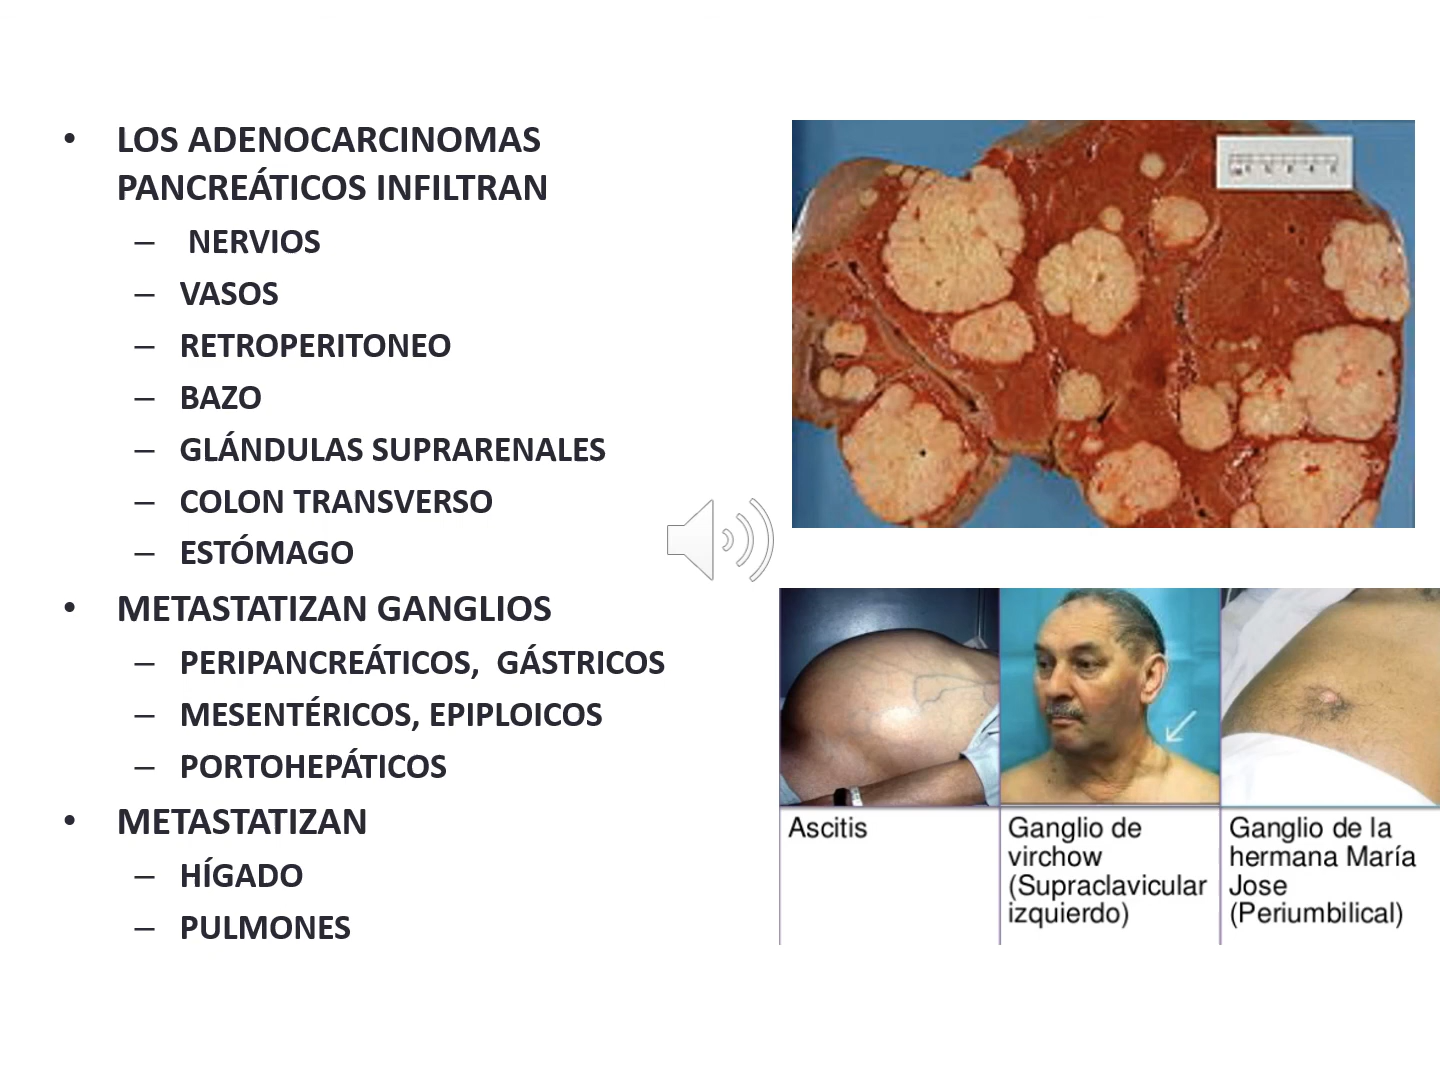 • LOS ADENOCARCINOMAS
PANCREÁTICOS INFILTRAN
– NERVIOS
– VASOS
– RETROPERITONEO
– BAZO
– GLÁNDULAS SUPRARENALES
– COLON TRANSVERSO
– ESTÓMAGO
• METASTATIZAN GANGLIOS
– PERIPANCREÁTICOS, GÁSTRICOS
– MESENTÉRICOS, EPIPLOICOS
– PORTOHEPÁTICOS
• METASTATIZAN
– HÍGADO
– PULMONES
Ascitis
Ganglio de
virchow
(Supraclavicular
izquierdo)
Ganglio de la
hermana María
Jose
(Periumbilical)